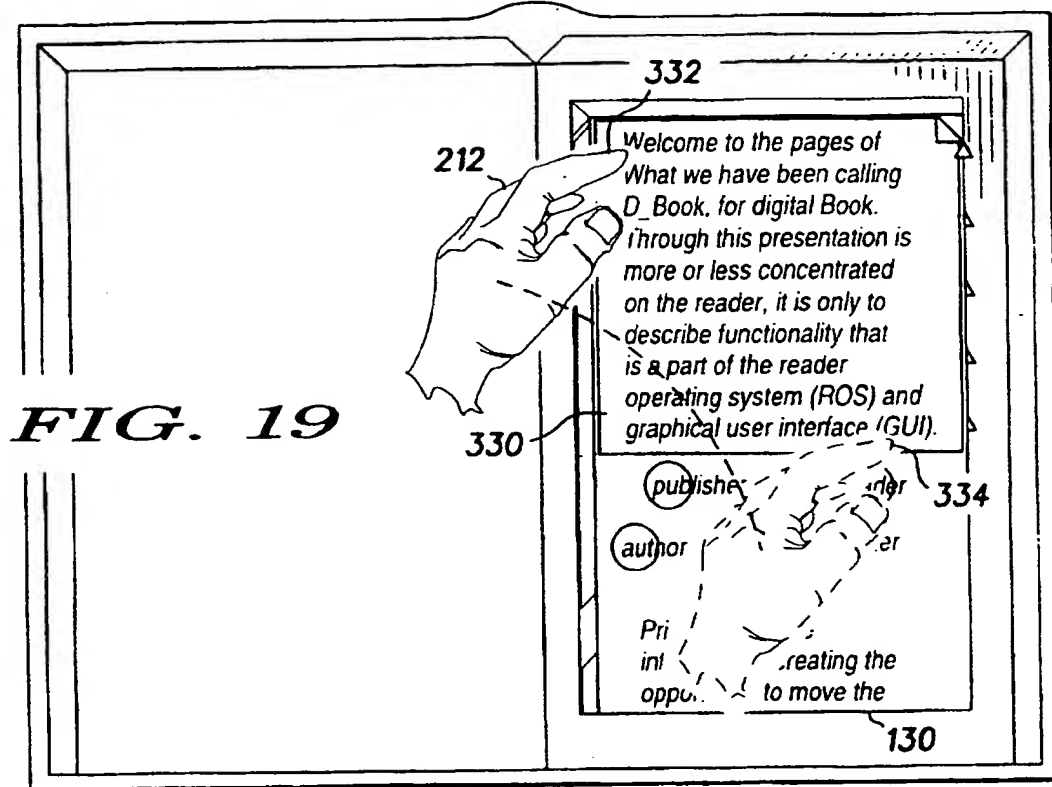 332
212
Welcome to the pages of
What we have been calling
D_Book, for digital Book.
Through this presentation is
more or less concentrated
on the reader, it is only to
describe functionality that
is a part of the reader
operating system (ROS) and
graphical user interface (GUI).
FIG. 19
330
334
author
to move the
130